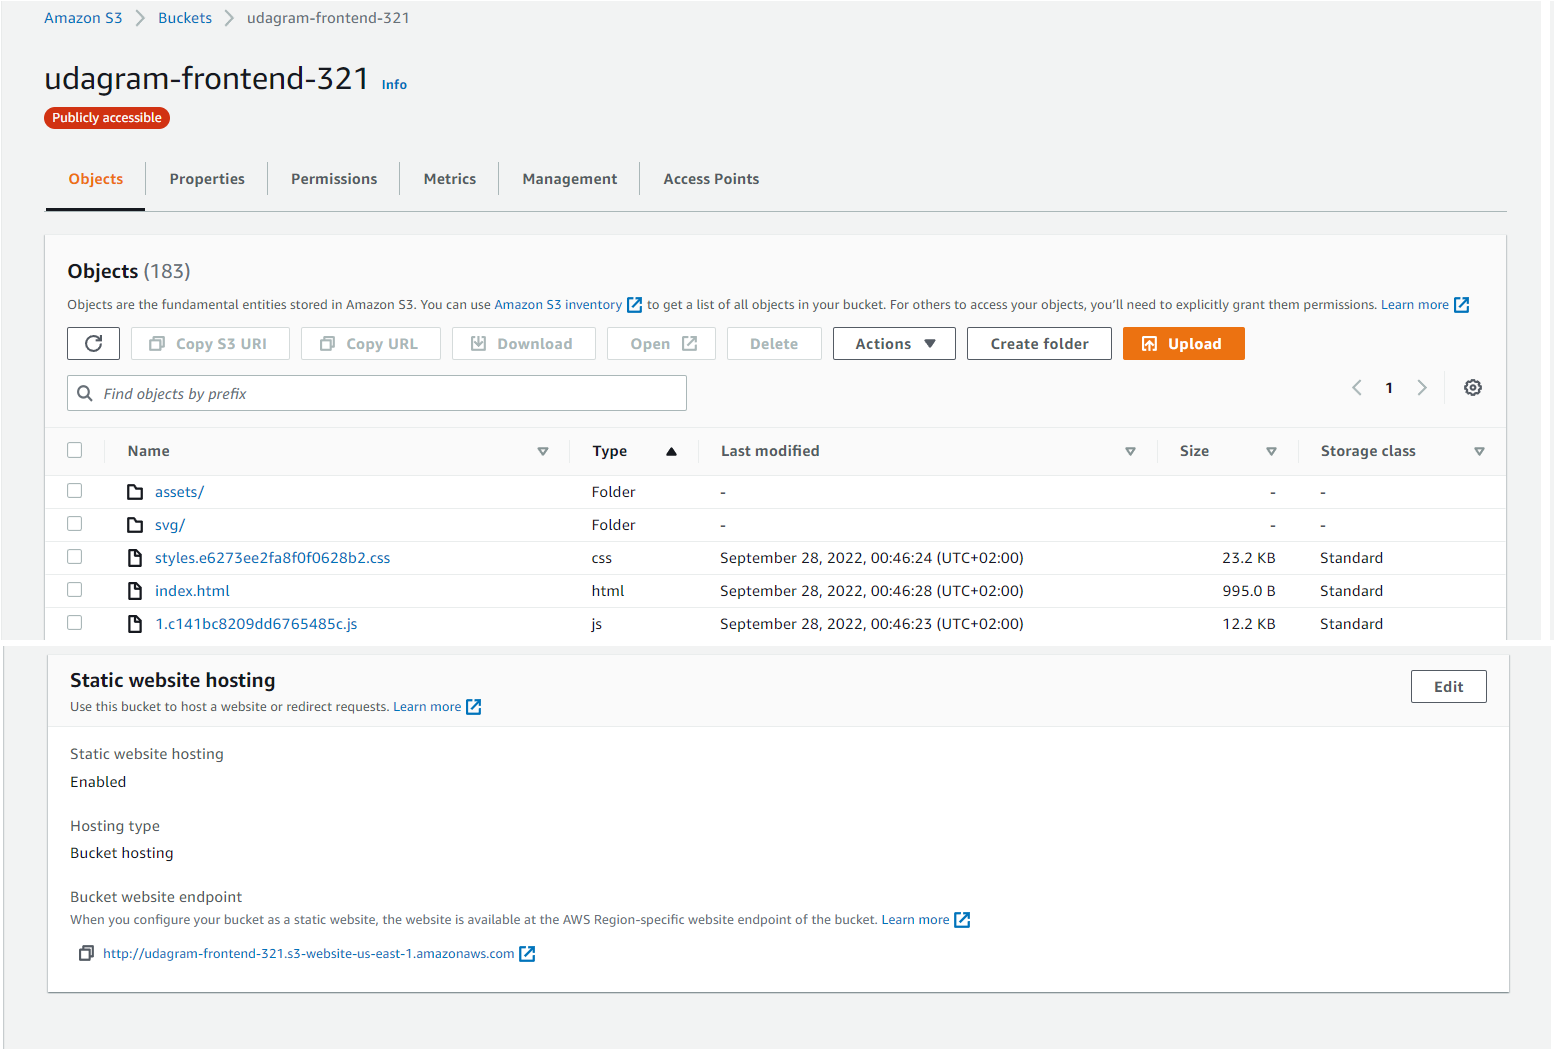 Amazon S3 > Buckets > udagram-frontend-321
udagram-frontend-321 Info
Publicly accessible
Objects Properties Permissions Metrics Management Access Points
Objects (183)
Objects are the fundamental entities stored in Amazon S3. You can use Amazon S3 inventory to get a list of all objects in your bucket. For others to access your objects, you'll need to explicitly grant them permissions. Learn more
Copy S3 URI Copy URL Download Open Delete Actions Create folder Upload
Find objects by prefix 1
Name Type Last modified Size Storage class
assets/ Folder - - -
svg/ Folder - - -
styles.e6273ee2fa8f0f0628b2.css css September 28, 2022, 00:46:24 (UTC+02:00) 23.2 KB Standard
index.html html September 28, 2022, 00:46:28 (UTC+02:00) 995.0 B Standard
1.c141bc8209dd6765485c.js js September 28, 2022, 00:46:23 (UTC+02:00) 12.2 KB Standard
Static website hosting Edit
Use this bucket to host a website or redirect requests. Learn more
Static website hosting
Enabled
Hosting type
Bucket hosting
Bucket website endpoint
When you configure your bucket as a static website, the website is available at the AWS Region-specific website endpoint of the bucket. Learn more
http://udagram-frontend-321.s3-website-us-east-1.amazonaws.com